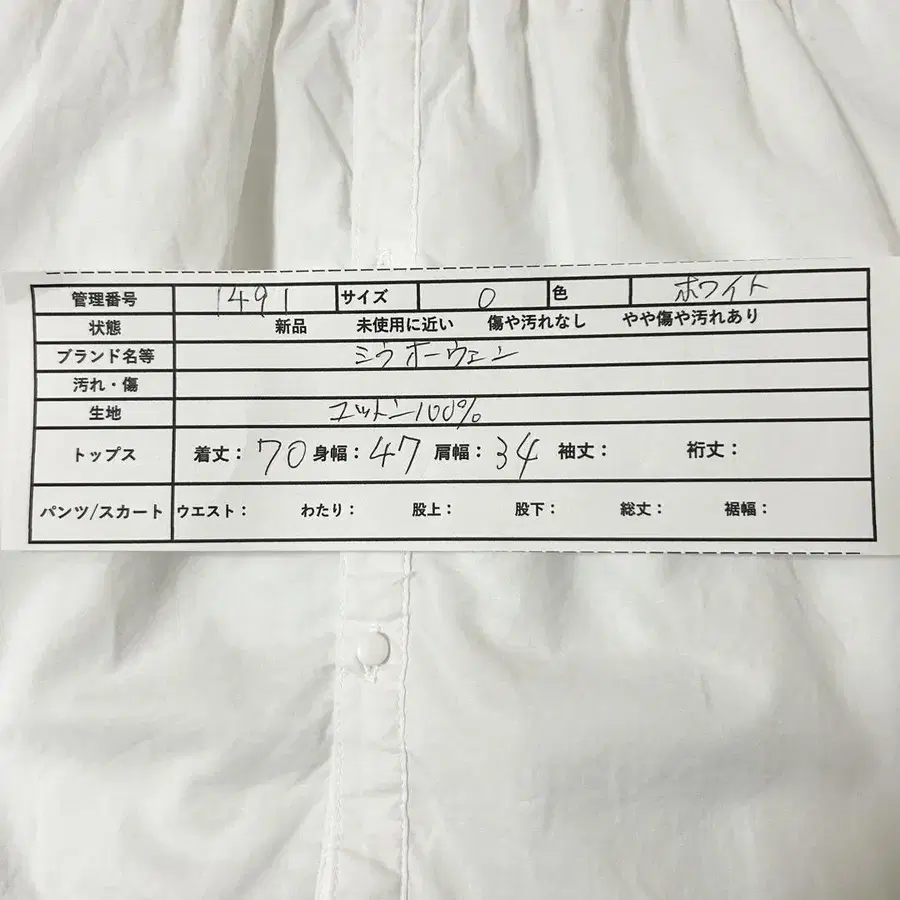 管理番号 1491 サイズ 0 色 ホワイト
状態 新品 未使用に近い 傷や汚れなし やや傷や汚れあり
ブランド名等 ミラオーウェン
汚れ・傷
生地 コットン100%
トップス 着丈： 70 身幅： 47 肩幅： 34 袖丈： 裄丈：
パンツ/スカート ウエスト： わたり： 股上： 股下： 総丈： 裾幅：